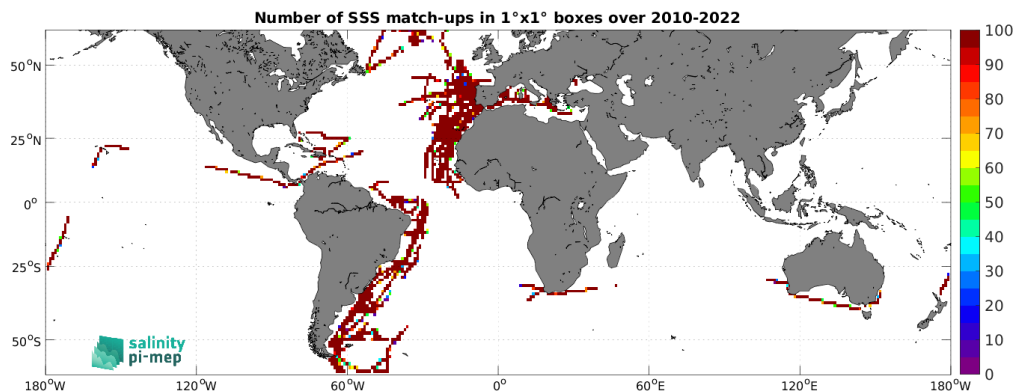 Number of SSS match-ups in 1°x1° boxes over 2010-2022
50°N
25°N
0°
25°S
50°S
180°W
120°W
60°W
0°
60°E
120°E
180°W
100
90
80
70
60
50
40
30
20
10
0
salinity
pi-mep